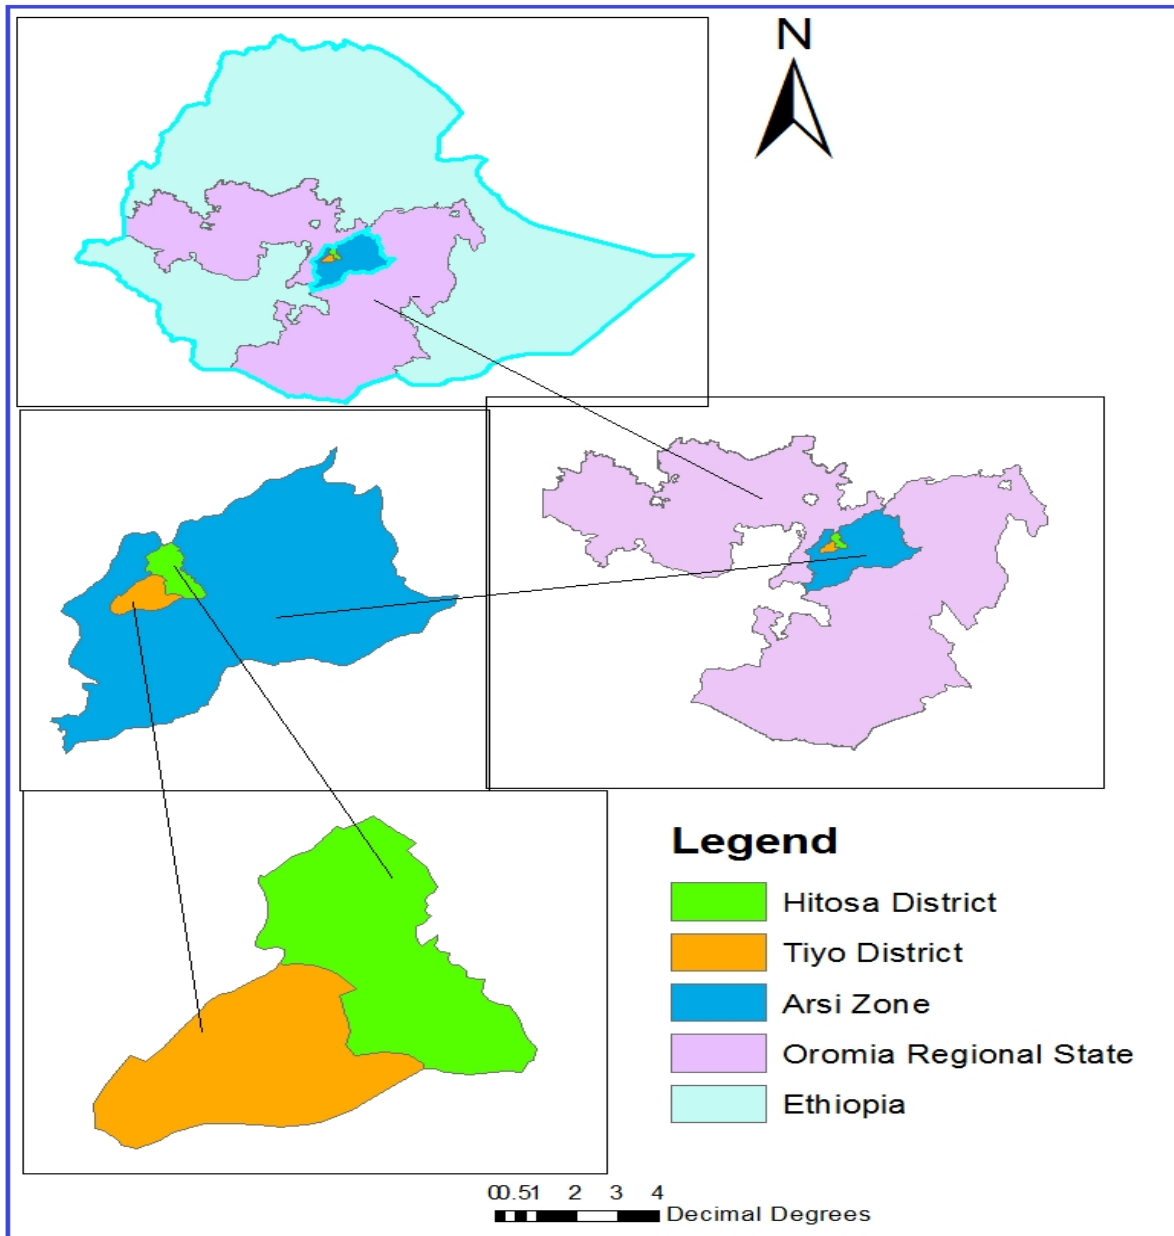 N
Legend
Hitosa District
Tiyo District
Arsi Zone
Oromia Regional State
Ethiopia
00.51 2 3 4
Decimal Degrees